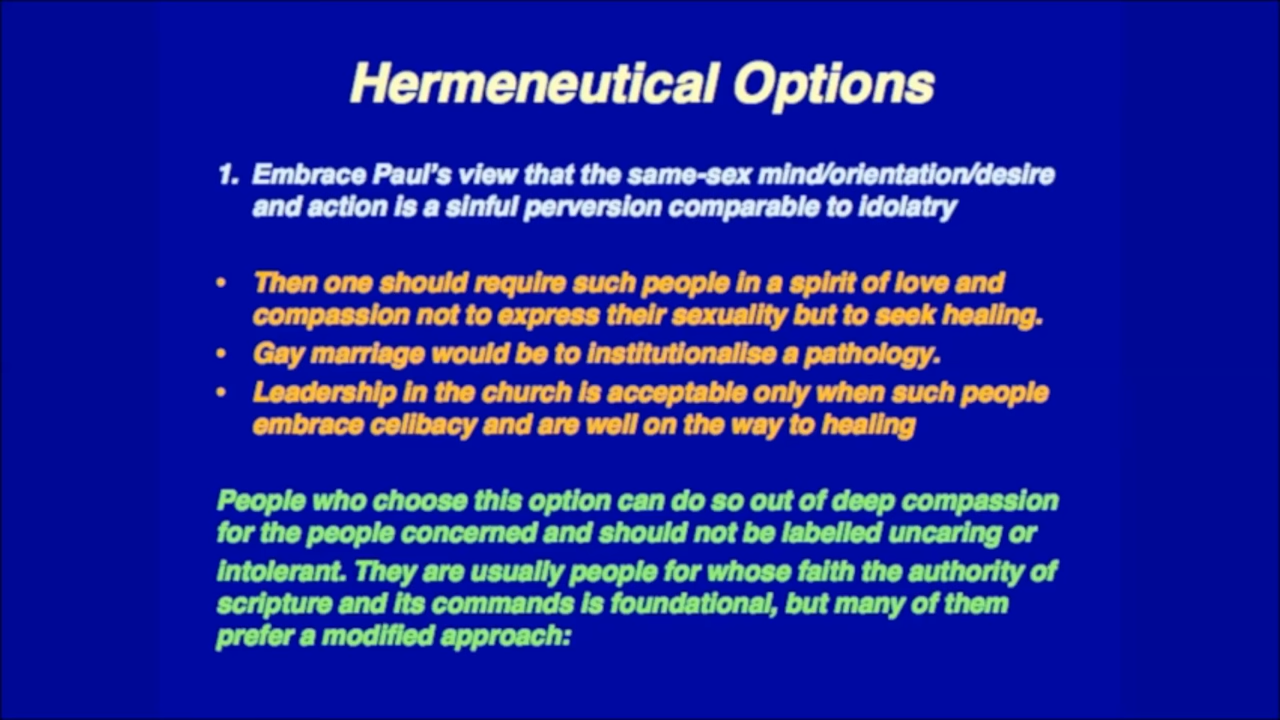 Hermeneutical Options
1. Embrace Paul's view that the same-sex mind/orientation/desire
and action is a sinful perversion comparable to idolatry
• Then one should require such people in a spirit of love and
compassion not to express their sexuality but to seek healing.
• Gay marriage would be to institutionalise a pathology.
• Leadership in the church is acceptable only when such people
embrace celibacy and are well on the way to healing
People who choose this option can do so out of deep compassion
for the people concerned and should not be labelled uncaring or
intolerant. They are usually people for whose faith the authority of
scripture and its commands is foundational, but many of them
prefer a modified approach: